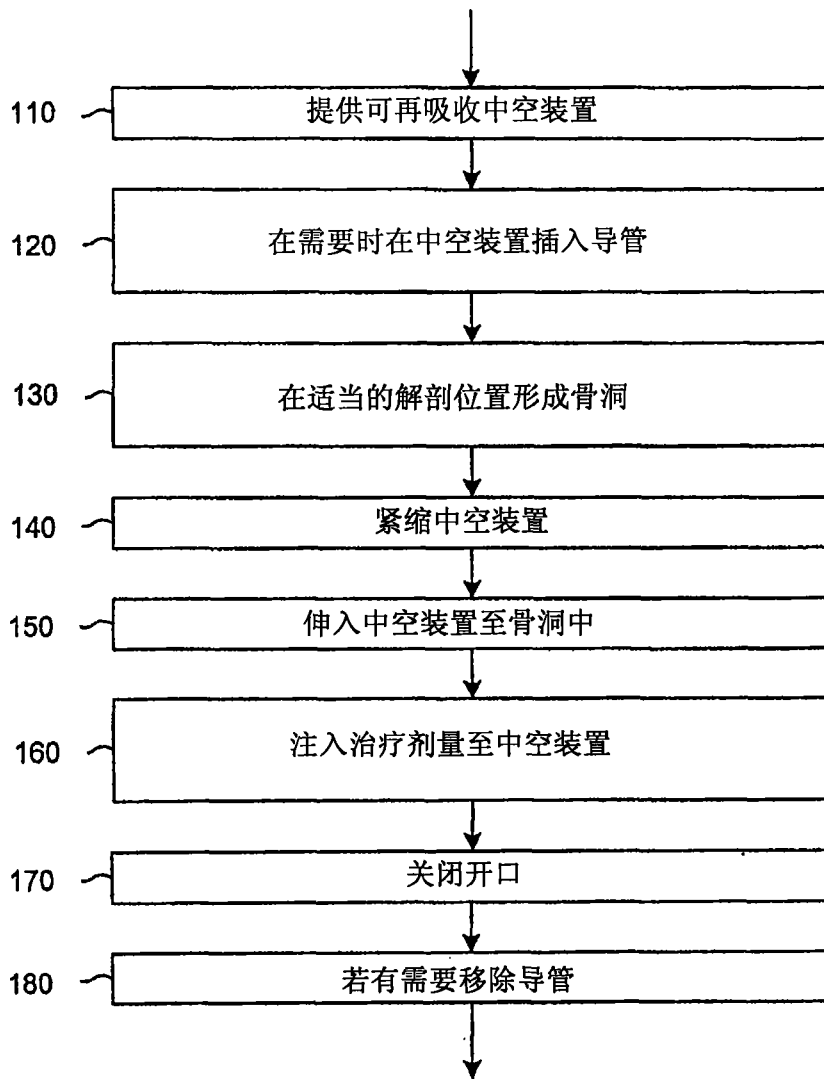 110 提供可再吸收中空装置
120 在需要时在中空装置插入导管
130 在适当的解剖位置形成骨洞
140 紧缩中空装置
150 伸入中空装置至骨洞中
160 注入治疗剂量至中空装置
170 关闭开口
180 若有需要移除导管